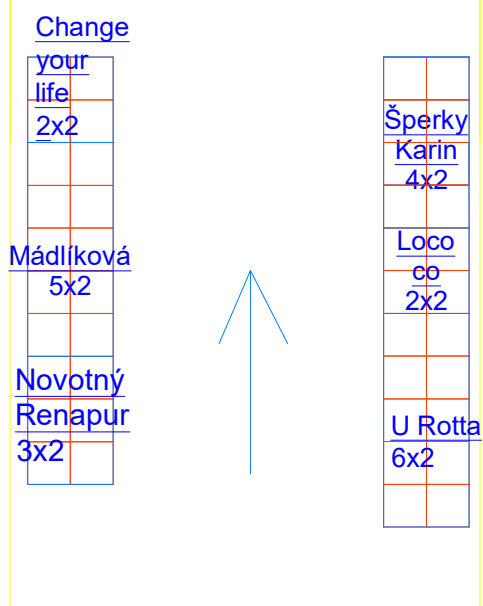 Change
your
life
2x2
Mádlíková
5x2
Novotný
Renapur
3x2
Šperky
Karin
4x2
Loco
co
2x2
U Rotta
6x2